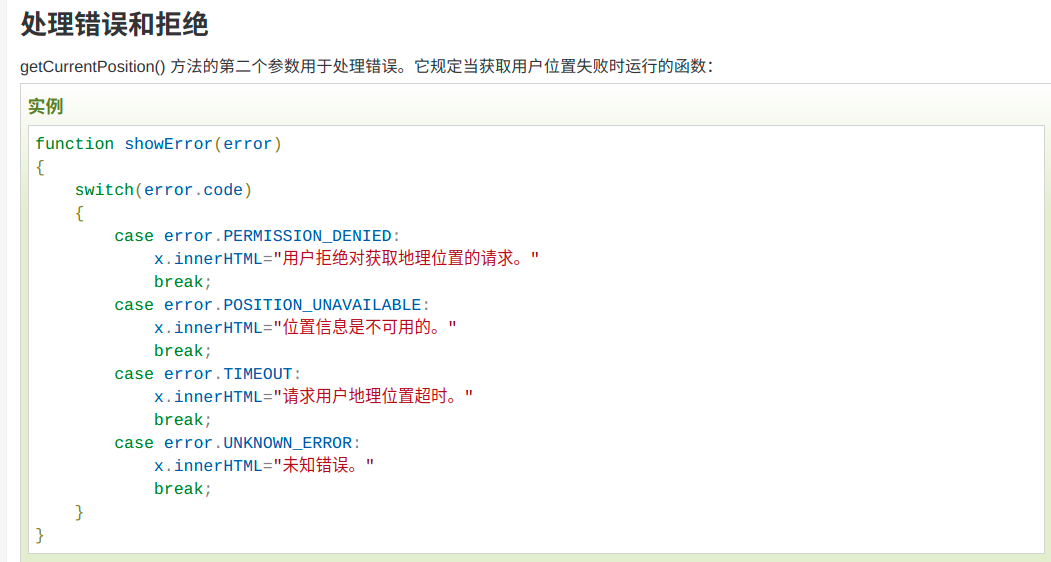 处理错误和拒绝
getCurrentPosition() 方法的第二个参数用于处理错误。它规定当获取用户位置失败时运行的函数：
实例
function showError(error)
{
    switch(error.code)
    {
        case error.PERMISSION_DENIED:
            x.innerHTML="用户拒绝对获取地理位置的请求。"
            break;
        case error.POSITION_UNAVAILABLE:
            x.innerHTML="位置信息是不可用的。"
            break;
        case error.TIMEOUT:
            x.innerHTML="请求用户地理位置超时。"
            break;
        case error.UNKNOWN_ERROR:
            x.innerHTML="未知错误。"
            break;
    }
}